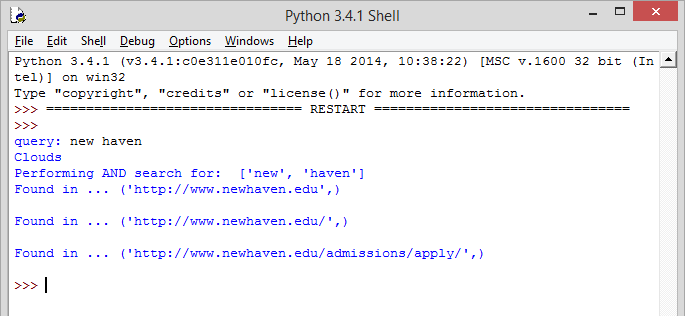 Python 3.4.1 Shell
File Edit Shell Debug Options Windows Help
Python 3.4.1 (v3.4.1:c0e311e010fc, May 18 2014, 10:38:22) [MSC v.1600 32 bit (In
tel)] on win32
Type "copyright", "credits" or "license()" for more information.
>>> ================================ RESTART ================================
>>>
query: new haven
Clouds
Performing AND search for:  ['new', 'haven']
Found in ... ('http://www.newhaven.edu',)
Found in ... ('http://www.newhaven.edu/',)
Found in ... ('http://www.newhaven.edu/admissions/apply/',)
>>>